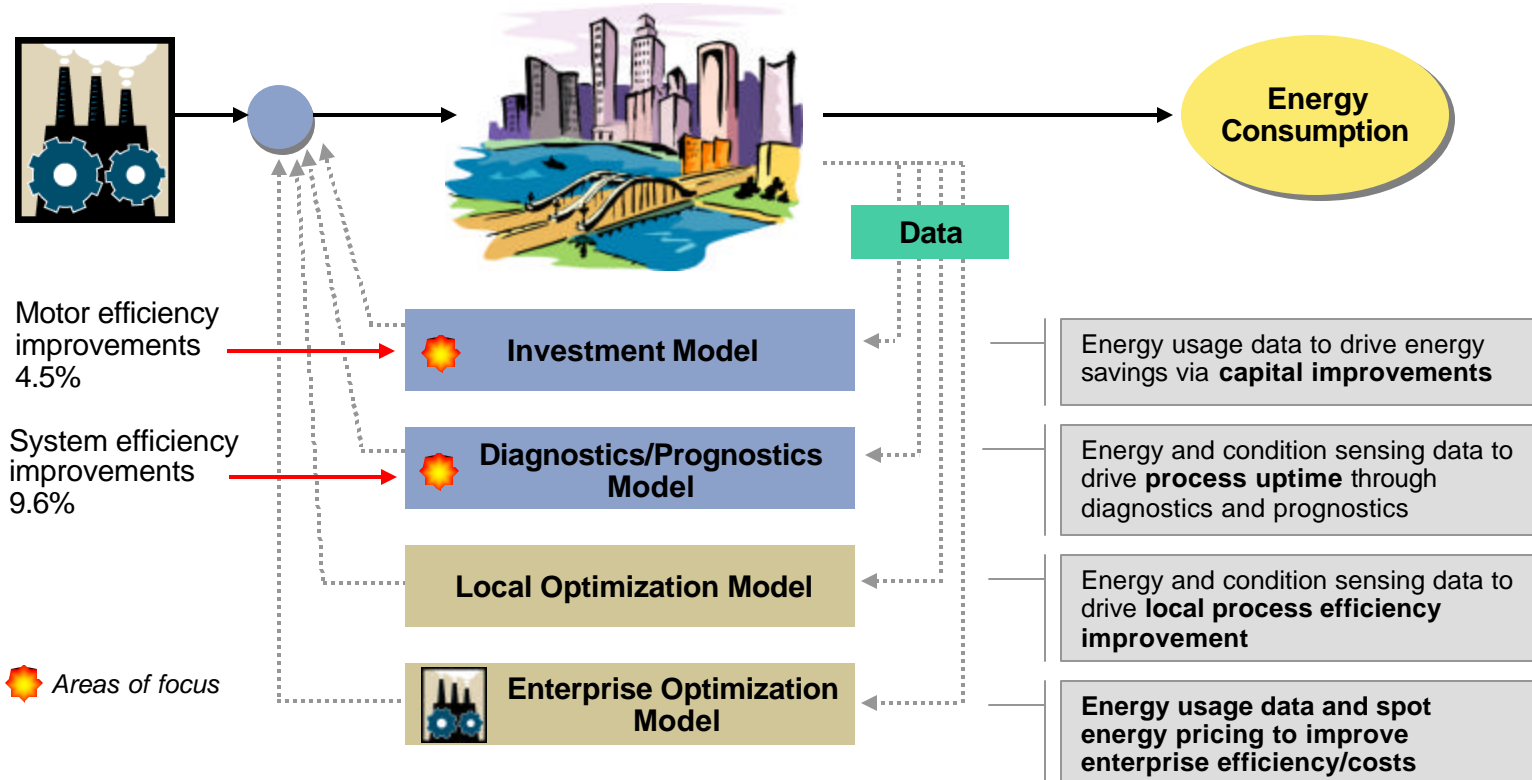 Energy
Consumption
Data
Motor efficiency
improvements
4.5%
Investment Model
Energy usage data to drive energy
savings via capital improvements
System efficiency
improvements
9.6%
Diagnostics/Prognostics
Model
Energy and condition sensing data to
drive process uptime through
diagnostics and prognostics
Local Optimization Model
Energy and condition sensing data to
drive local process efficiency
improvement
Areas of focus
Enterprise Optimization
Model
Energy usage data and spot
energy pricing to improve
enterprise efficiency/costs